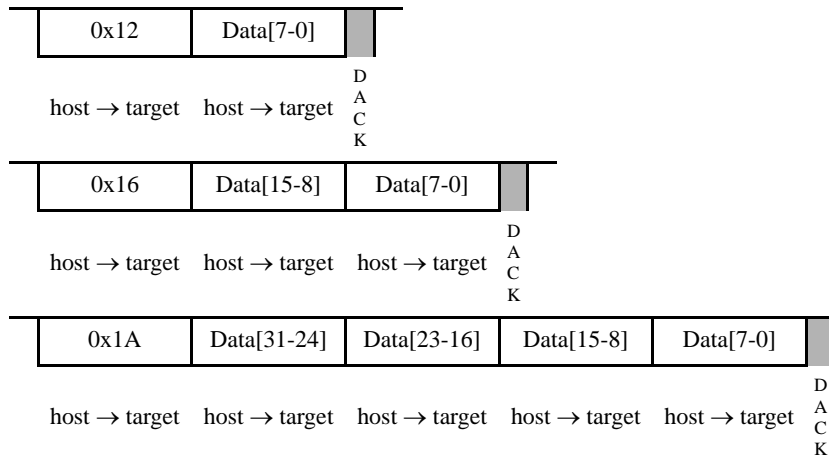 0x12 Data[7-0]
host → target host → target
D
A
C
K
0x16 Data[15-8] Data[7-0]
host → target host → target host → target
D
A
C
K
0x1A Data[31-24] Data[23-16] Data[15-8] Data[7-0]
host → target host → target host → target host → target host → target
D
A
C
K